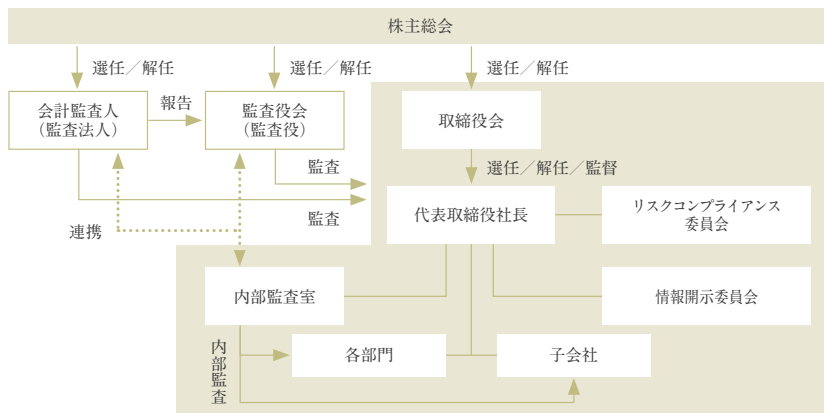 株主総会
選任／解任
選任／解任
選任／解任
会計監査人
（監査法人）
報告
監査役会
（監査役）
取締役会
監査
選任／解任／監督
監査
代表取締役社長
リスクコンプライアンス
委員会
連携
内部監査室
情報開示委員会
内部監査
各部門
子会社